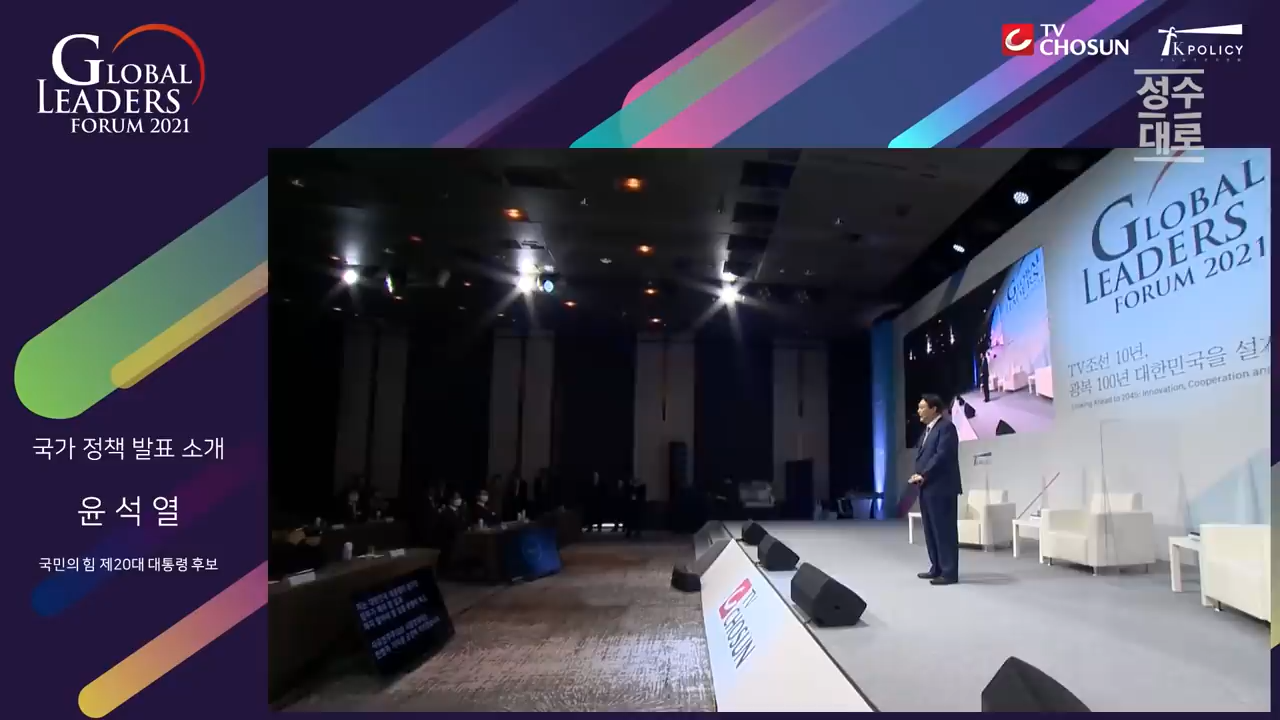 GLOBAL
LEADERS
FORUM 2021
TV
CHOSUN
KPOLICY
PLATFORM
성수
대로
GLOBAL
LEADERS
FORUM 2021
TV조선 10년,
광복 100년 대한민국을 설
국가 정책 발표 소개
윤석열
국민의힘 제20대 대통령 후보
TV
CHOSUN